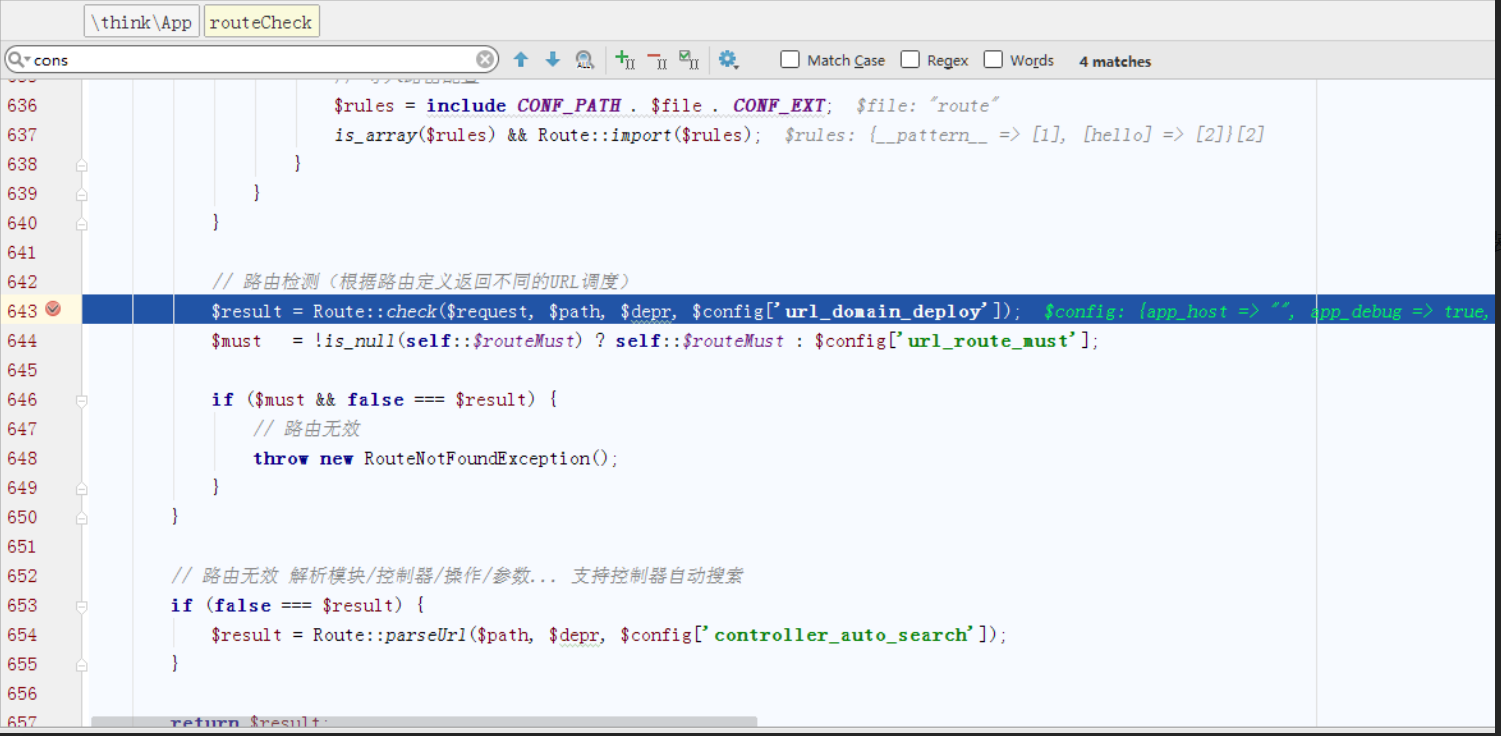 \think\App routeCheck
cons Match Case Regex Words 4 matches
636 $rules = include CONF_PATH . $file . CONF_EXT; $file: "route"
637 is_array($rules) && Route::import($rules); $rules: {__pattern__ => [1], [hello] => [2]}[2]
638 }
639 }
640 }
641
642 // 路由检测（根据路由定义返回不同的URL调度）
643 $result = Route::check($request, $path, $depr, $config['url_domain_deploy']); $config: {app_host => "", app_debug => true,
644 $must = !is_null(self::$routeMust) ? self::$routeMust : $config['url_route_must'];
645
646 if ($must && false === $result) {
647 // 路由无效
648 throw new RouteNotFoundException();
649 }
650 }
651
652 // 路由无效 解析模块/控制器/操作/参数... 支持控制器自动搜索
653 if (false === $result) {
654 $result = Route::parseUrl($path, $depr, $config['controller_auto_search']);
655 }
656
657 return $result;